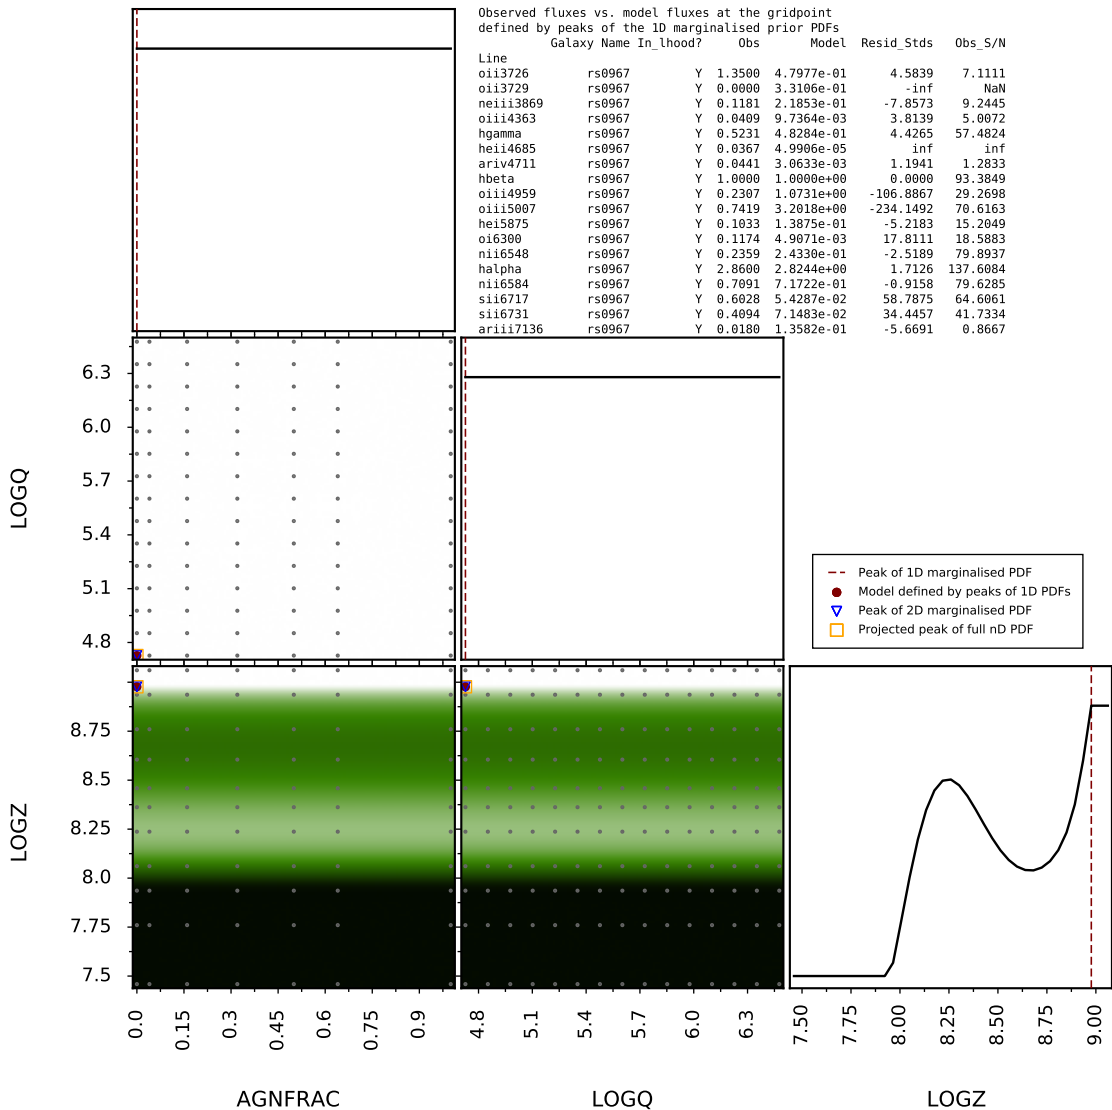 Observed fluxes vs. model fluxes at the gridpoint
defined by peaks of the 1D marginalised prior PDFs
Galaxy Name In_lhood? Obs Model Resid_Stds Obs_S/N
Line
oii3726 rs0967 Y 1.3500 4.7977e-01 4.5839 7.1111
oii3729 rs0967 Y 0.0000 3.3106e-01 -inf NaN
neiii3869 rs0967 Y 0.1181 2.1853e-01 -7.8573 9.2445
oiii4363 rs0967 Y 0.0409 9.7364e-03 3.8139 5.0072
hgamma rs0967 Y 0.5231 4.8284e-01 4.4265 57.4824
heii4685 rs0967 Y 0.0367 4.9906e-05 inf inf
ariv4711 rs0967 Y 0.0441 3.0633e-03 1.1941 1.2833
hbeta rs0967 Y 1.0000 1.0000e+00 0.0000 93.3849
oiii4959 rs0967 Y 0.2307 1.0731e+00 -106.8867 29.2698
oiii5007 rs0967 Y 0.7419 3.2018e+00 -234.1492 70.6163
hei5875 rs0967 Y 0.1033 1.3875e-01 -5.2183 15.2049
oi6300 rs0967 Y 0.1174 4.9071e-03 17.8111 18.5883
nii6548 rs0967 Y 0.2359 2.4330e-01 -2.5189 79.8937
halpha rs0967 Y 2.8600 2.8244e+00 1.7126 137.6084
nii6584 rs0967 Y 0.7091 7.1722e-01 -0.9158 79.6285
sii6717 rs0967 Y 0.6028 5.4287e-02 58.7875 64.6061
sii6731 rs0967 Y 0.4094 7.1483e-02 34.4457 41.7334
ariii7136 rs0967 Y 0.0180 1.3582e-01 -5.6691 0.8667
6.3
6.0
5.7
5.4
5.1
4.8
LOGQ
Peak of 1D marginalised PDF
Model defined by peaks of 1D PDFs
Peak of 2D marginalised PDF
Projected peak of full nD PDF
8.75
8.5
8.25
8.0
7.75
7.5
LOGZ
0.0 0.15 0.3 0.45 0.6 0.75 0.9
4.8 5.1 5.4 5.7 6.0 6.3
7.50 7.75 8.00 8.25 8.50 8.75 9.00
AGNFRAC LOGQ LOGZ